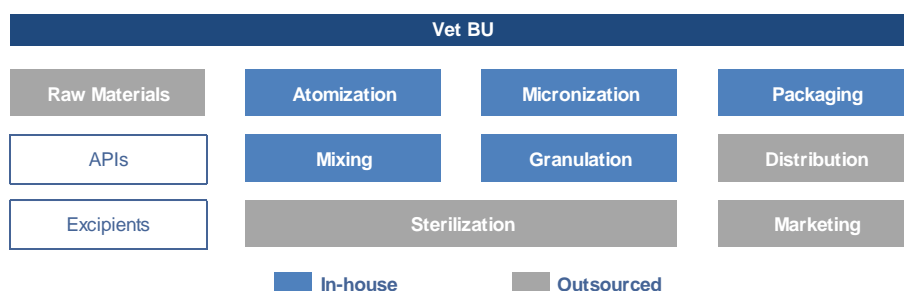 Vet BU
Raw Materials
Atomization
Micronization
Packaging
APIs
Mixing
Granulation
Distribution
Excipients
Sterilization
Marketing
In-house
Outsourced